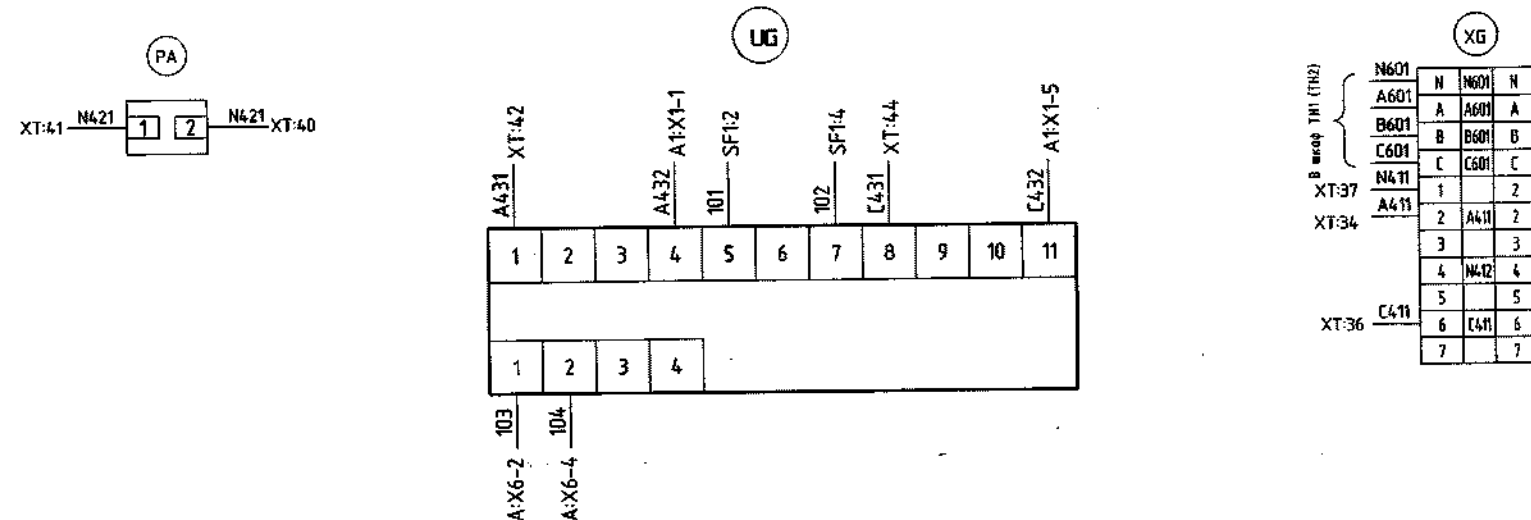 PA
XT:41 N421 1 2 N421 XT:40
UG
A431 XT:42
A432 A1:X1-1
101 SF1:2
102 SF1:4
C431 XT:44
C432 A1:X1-5
1 2 3 4 5 6 7 8 9 10 11
1 2 3 4
103 A:X6-2
104 A:X6-4
XG
В шкаф ТН1 (ТН2)
N601 N N601 N
A601 A A601 A
B601 B B601 B
C601 C C601 C
XT:37 N411 1 2
XT:34 A411 2 A411 2
3 3
4 N412 4
5 5
XT:36 C411 6 C411 6
7 7